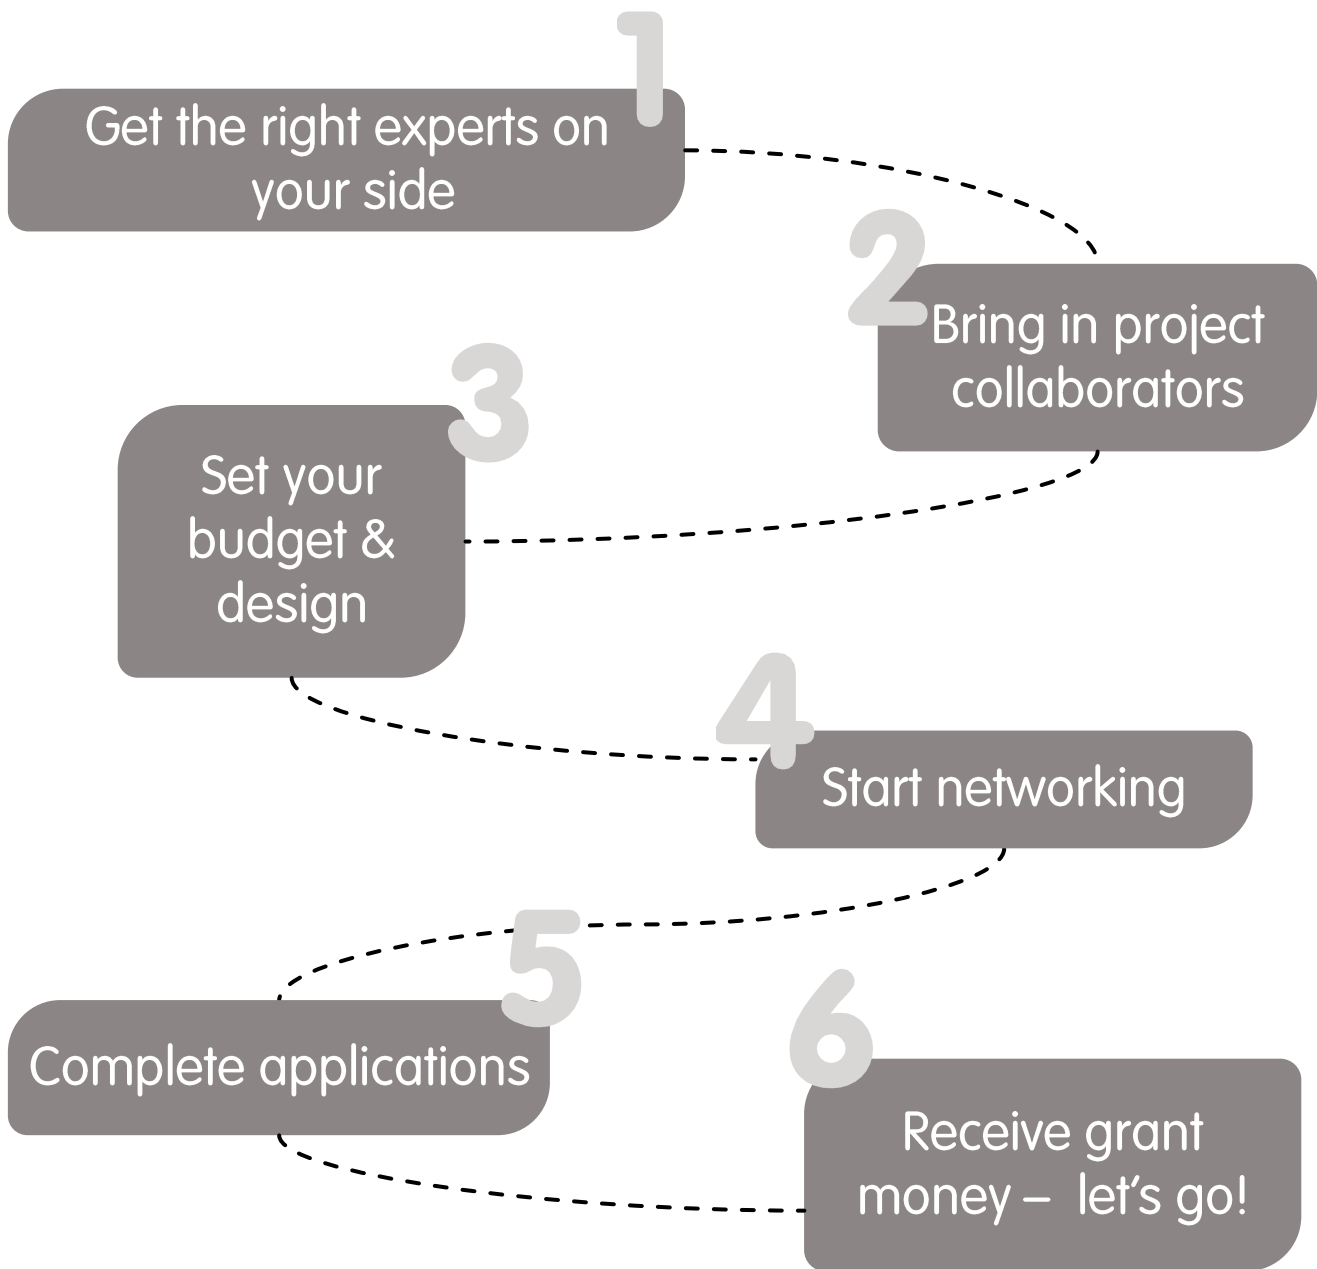 1
Get the right experts on
your side
2
Bring in project
collaborators
3
Set your
budget &
design
4
Start networking
5
Complete applications
6
Receive grant
money –  let’s go!